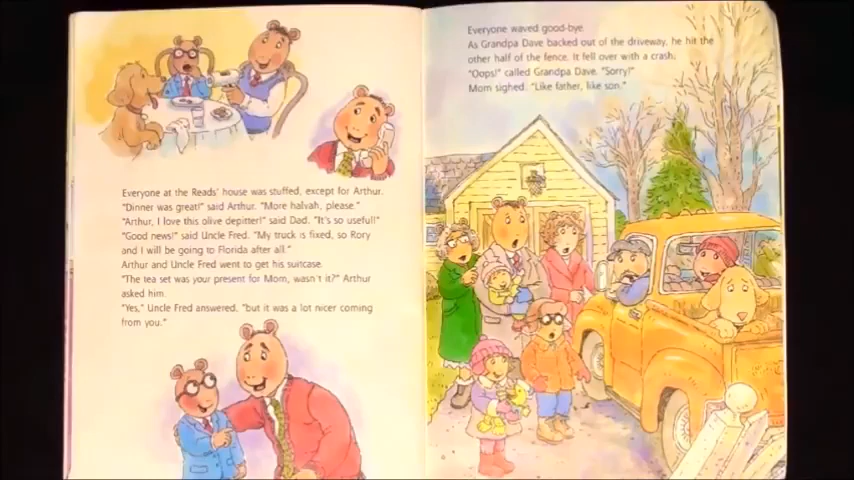 Everyone at the Reads' house was stuffed, except for Arthur.
"Dinner was great!" said Arthur. "More halvah, please."
"Arthur, I love this olive depitter!" said Dad. "It's so useful!"
"Good news!" said Uncle Fred. "My truck is fixed, so Rory
and I will be going to Florida after all."
Arthur and Uncle Fred went to get his suitcase.
"The tea set was your present for Mom, wasn't it?" Arthur
asked him.
"Yes," Uncle Fred answered, "but it was a lot nicer coming
from you."
Everyone waved good-bye.
As Grandpa Dave backed out of the driveway, he hit the
other half of the fence. It fell over with a crash.
"Oops!" called Grandpa Dave. "Sorry!"
Mom sighed. "Like father, like son."